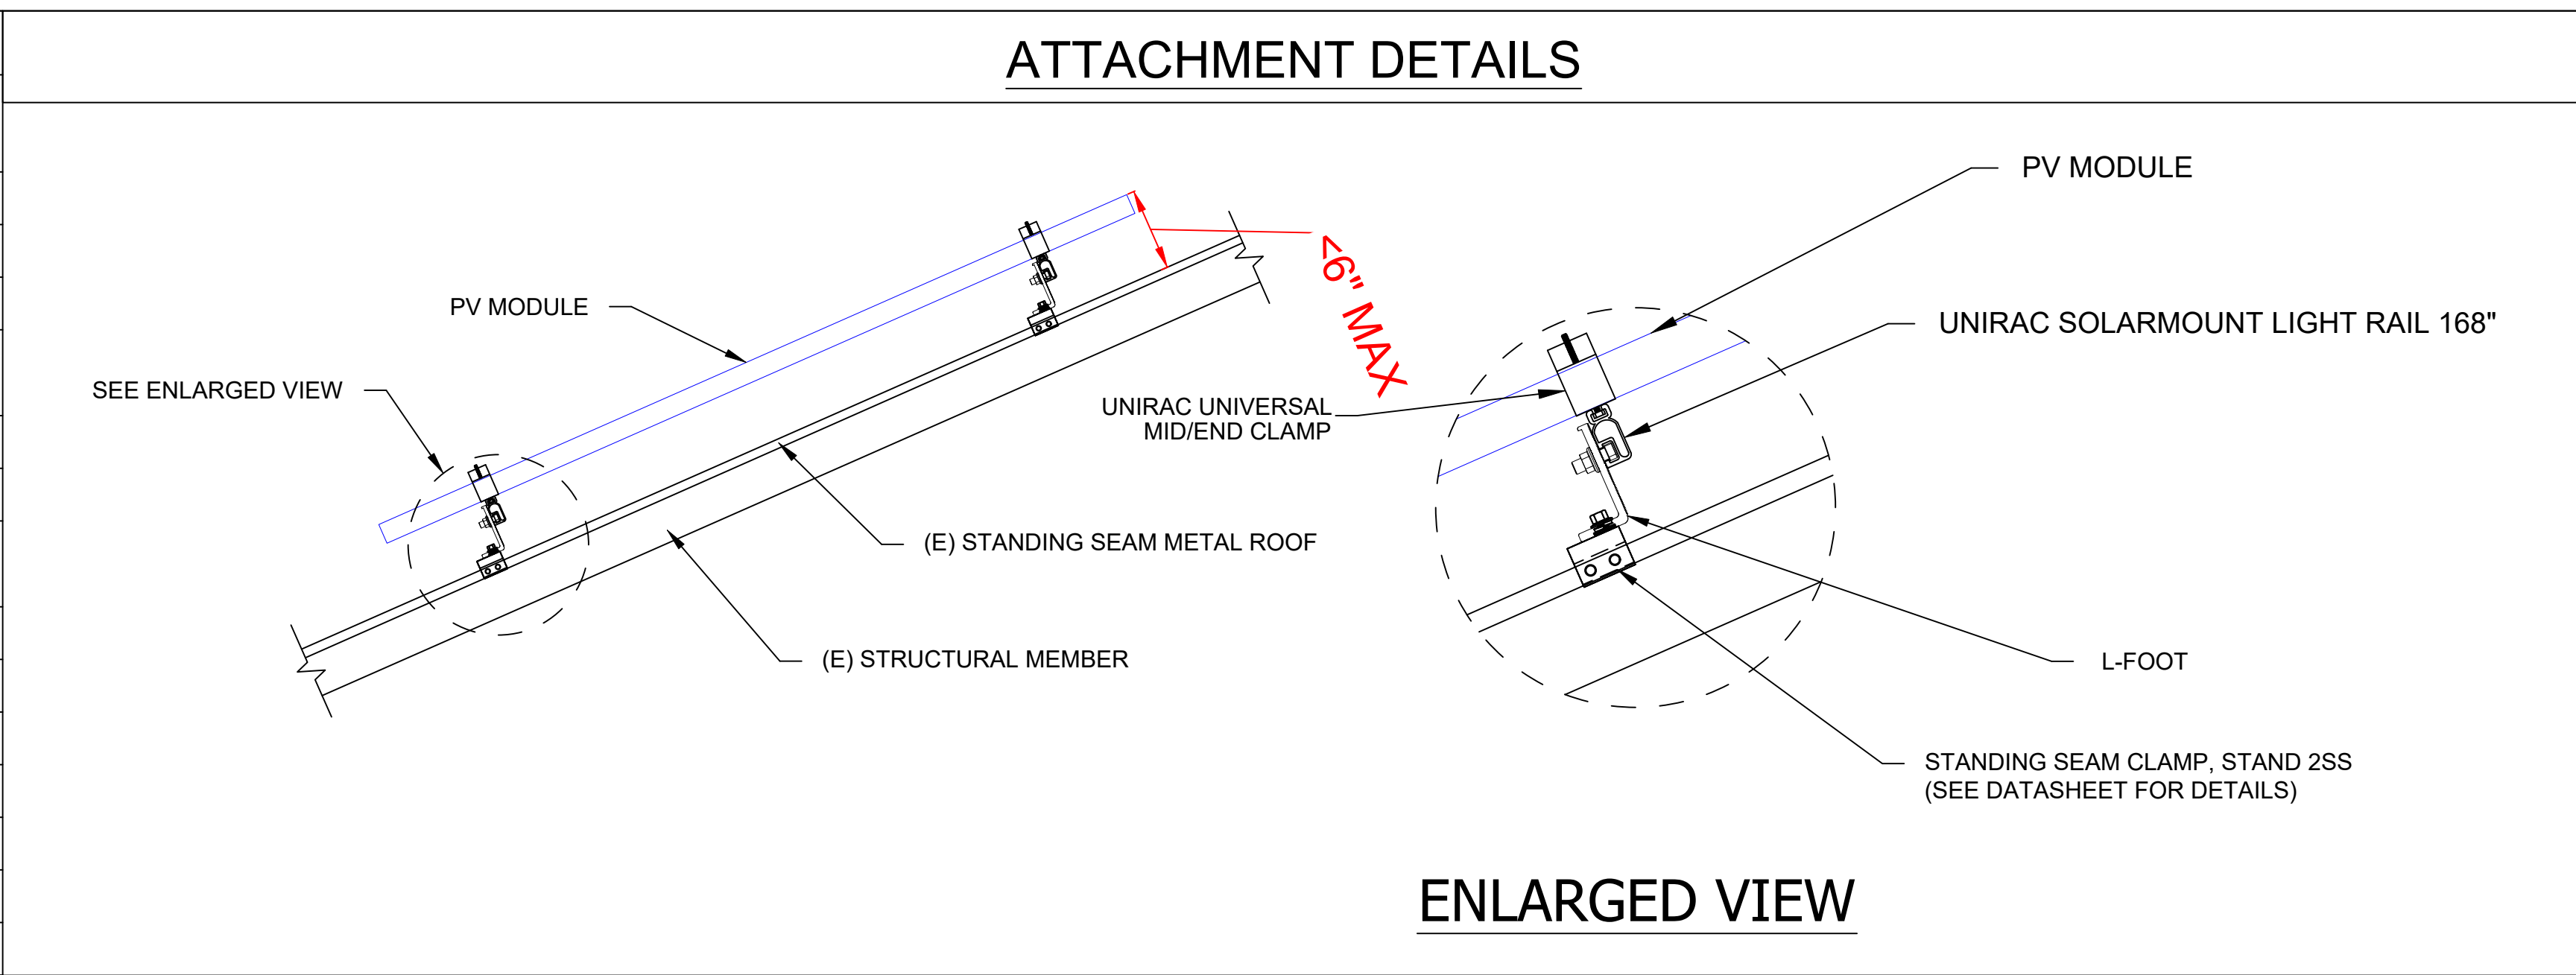 ATTACHMENT DETAILS
PV MODULE
SEE ENLARGED VIEW
(E) STANDING SEAM METAL ROOF
(E) STRUCTURAL MEMBER
<6" MAX
PV MODULE
UNIRAC SOLARMOUNT LIGHT RAIL 168"
UNIRAC UNIVERSAL
MID/END CLAMP
L-FOOT
STANDING SEAM CLAMP, STAND 2SS
(SEE DATASHEET FOR DETAILS)
ENLARGED VIEW